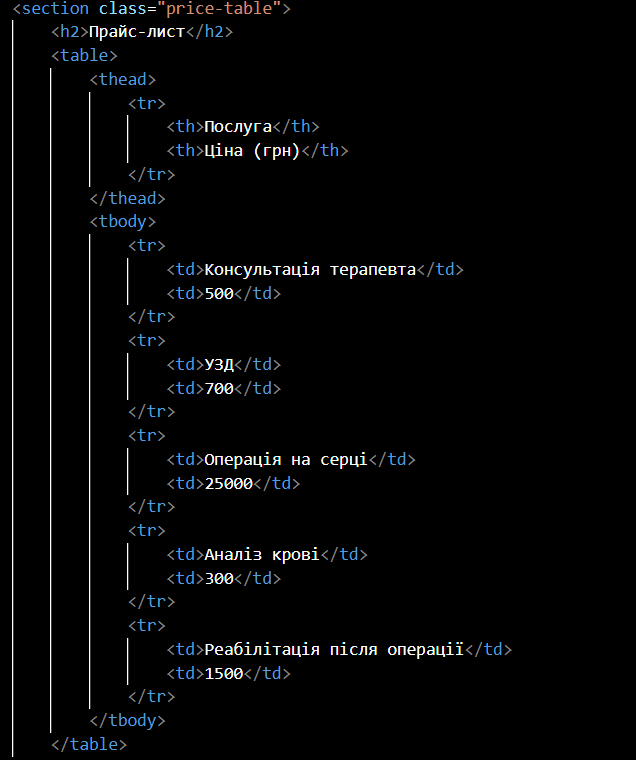 <section class="price-table">
<h2>Прайс-лист</h2>
<table>
<thead>
<tr>
<th>Послуга</th>
<th>Ціна (грн)</th>
</tr>
</thead>
<tbody>
<tr>
<td>Консультація терапевта</td>
<td>500</td>
</tr>
<tr>
<td>УЗД</td>
<td>700</td>
</tr>
<tr>
<td>Операція на серці</td>
<td>25000</td>
</tr>
<tr>
<td>Аналіз крові</td>
<td>300</td>
</tr>
<tr>
<td>Реабілітація після операції</td>
<td>1500</td>
</tr>
</tbody>
</table>